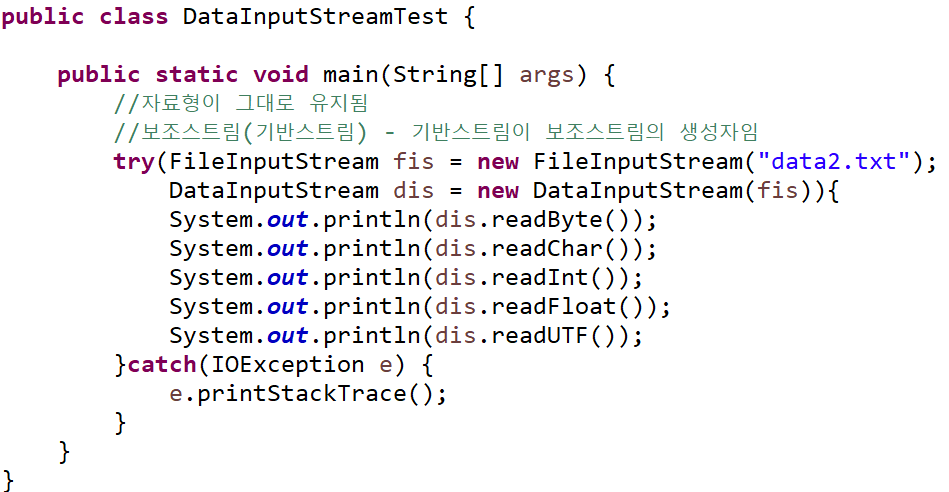 public class DataInputStreamTest {
public static void main(String[] args) {
//자료형이 그대로 유지됨
//보조스트림(기반스트림) - 기반스트림이 보조스트림의 생성자임
try(FileInputStream fis = new FileInputStream("data2.txt");
DataInputStream dis = new DataInputStream(fis)){
System.out.println(dis.readByte());
System.out.println(dis.readChar());
System.out.println(dis.readInt());
System.out.println(dis.readFloat());
System.out.println(dis.readUTF());
}catch(IOException e) {
e.printStackTrace();
}
}
}